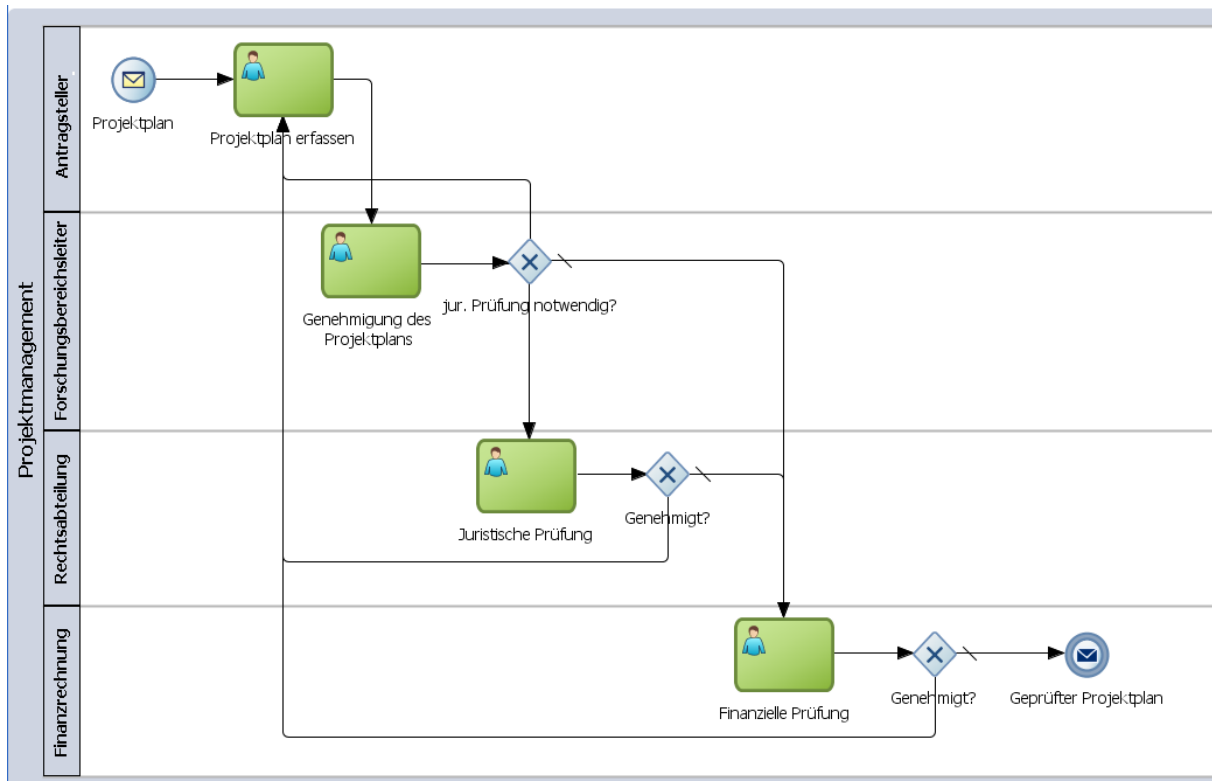 Projektmanagement
Antragsteller
Projektplan
Projektplan erfassen
Forschungsbereichsleiter
Genehmigung des
Projektplans
jur. Prüfung notwendig?
Rechtsabteilung
Juristische Prüfung
Genehmigt?
Finanzrechnung
Finanzielle Prüfung
Genehmigt?
Geprüfter Projektplan